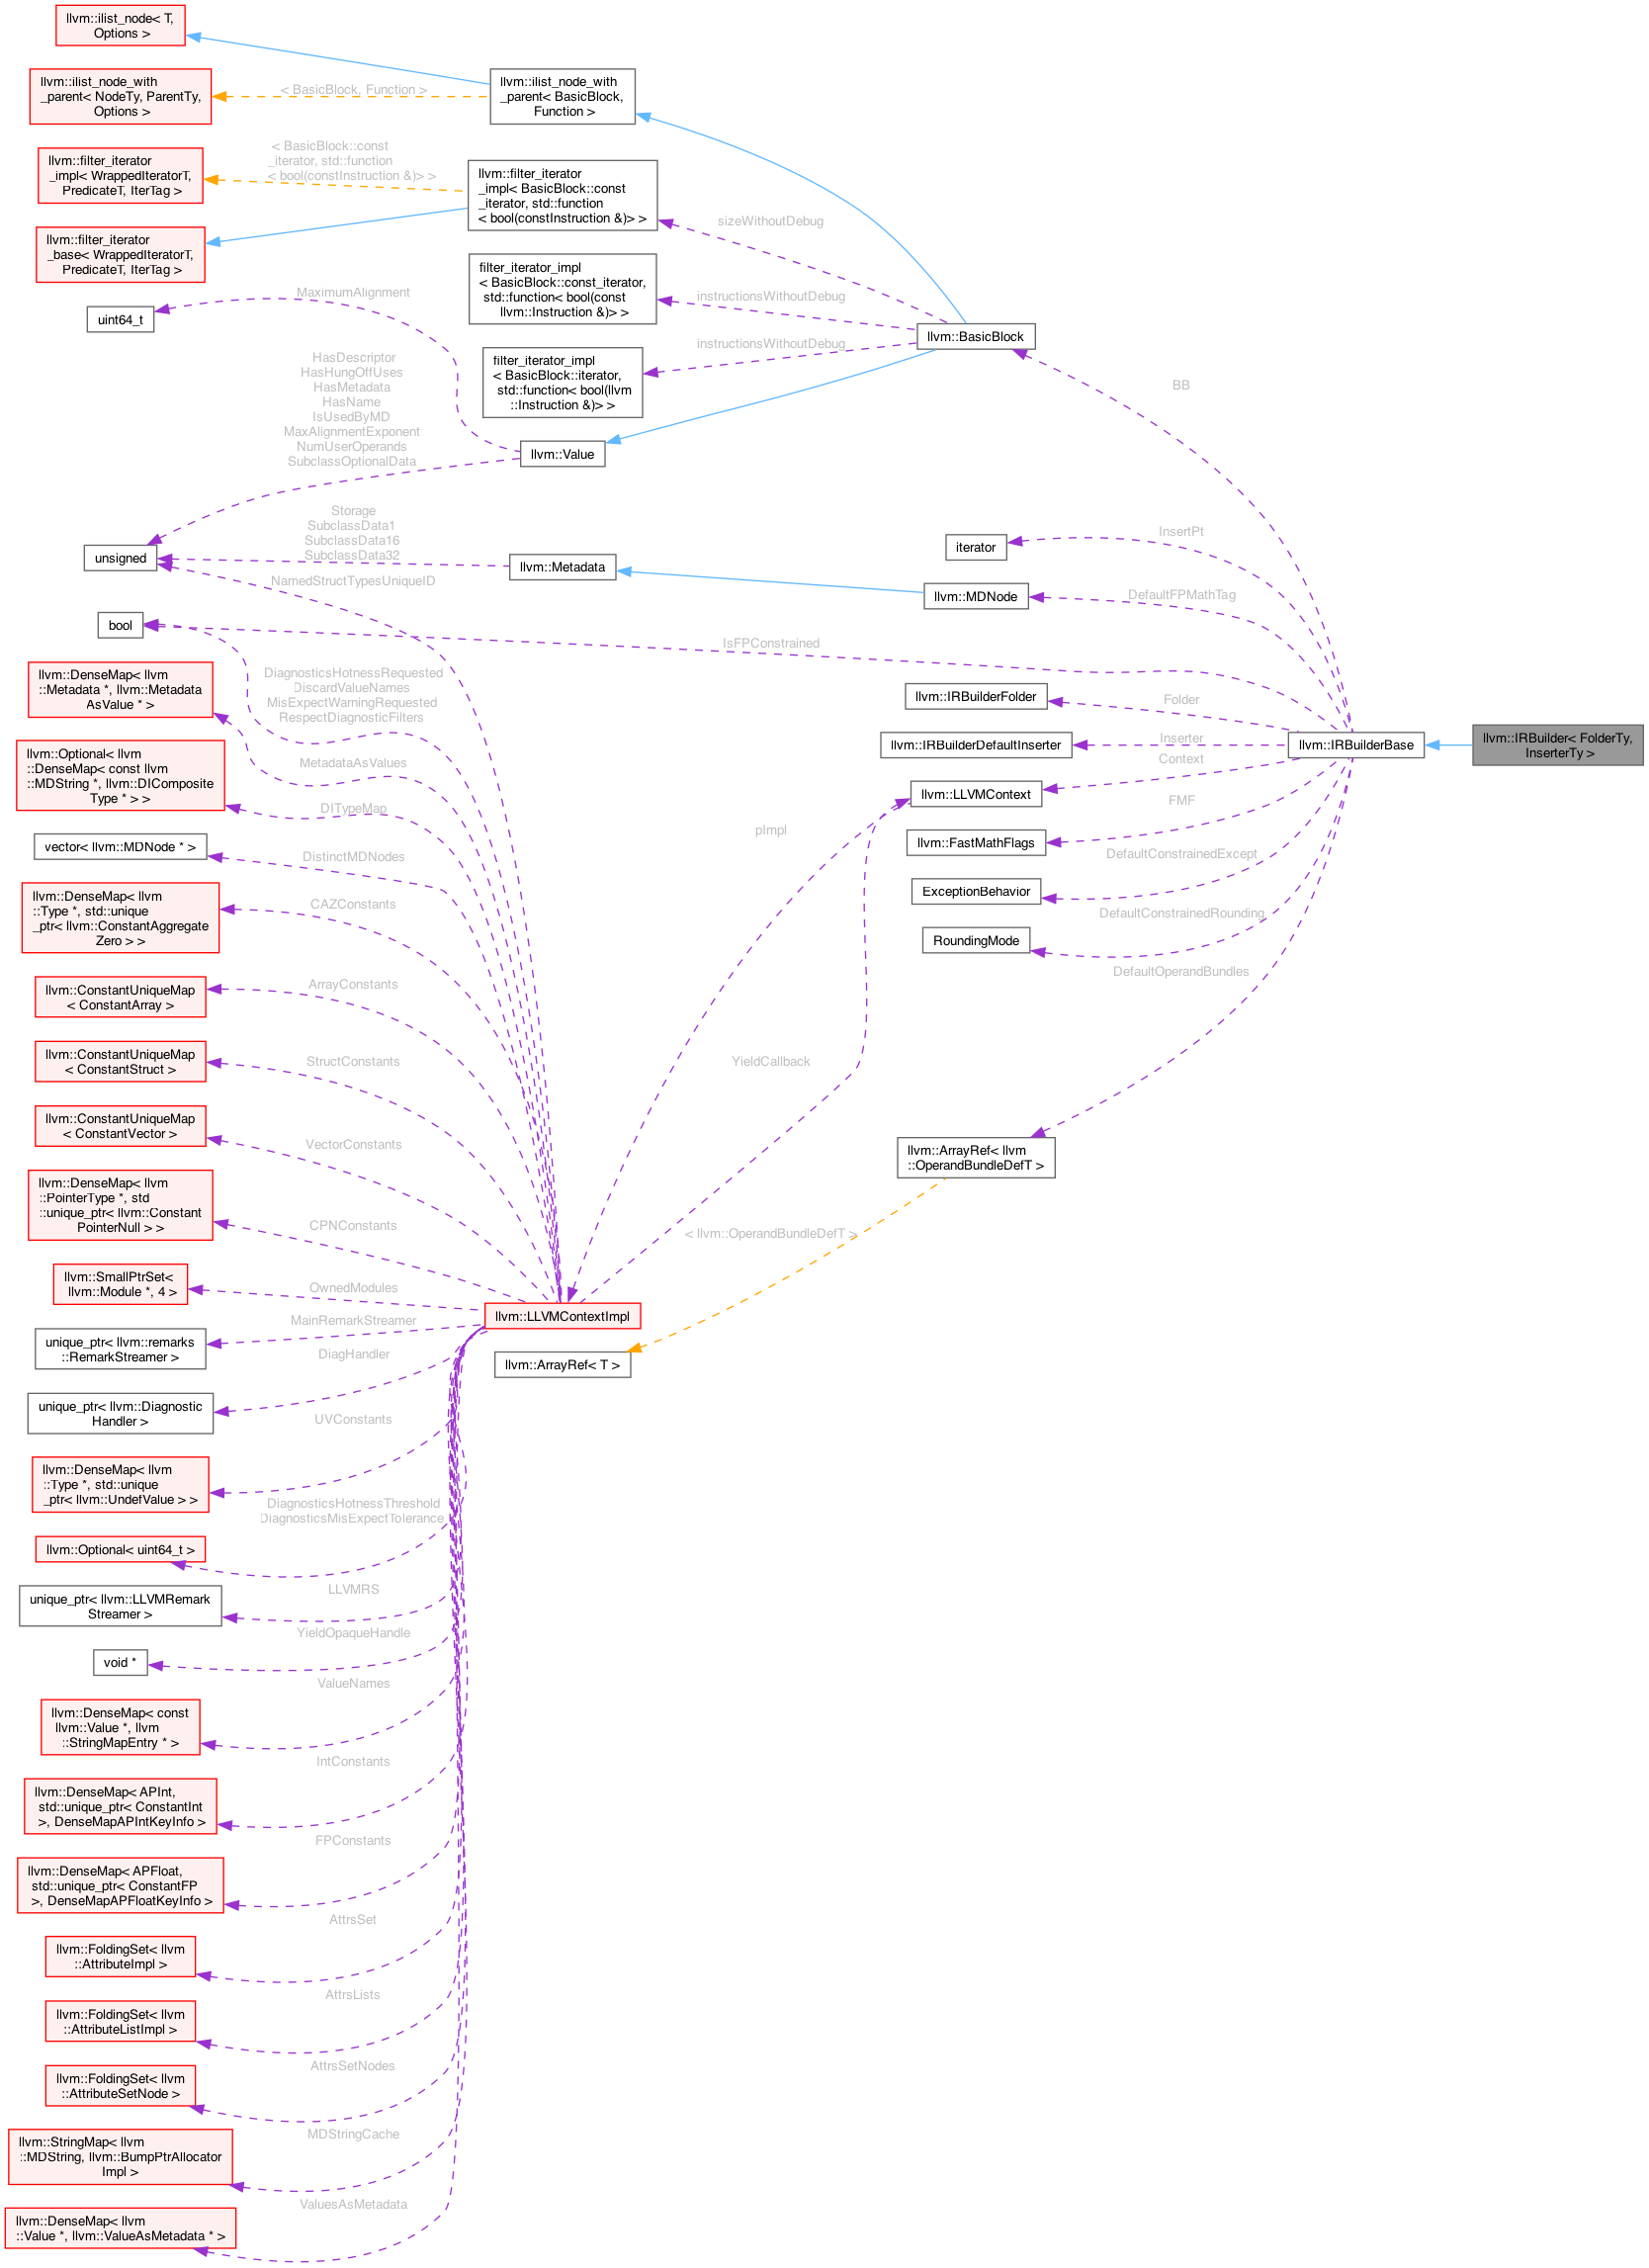 llvm::ilist_node< T,
Options >
llvm::ilist_node_with
_parent< NodeTy, ParentTy,
Options >
< BasicBlock, Function >
llvm::ilist_node_with
_parent< BasicBlock,
Function >
llvm::filter_iterator
_impl< WrappedIteratorT,
PredicateT, IterTag >
< BasicBlock::const
_iterator, std::function
< bool(constInstruction &)> >
llvm::filter_iterator
_impl< BasicBlock::const
_iterator, std::function
< bool(constInstruction &)> >
llvm::filter_iterator
_base< WrappedIteratorT,
PredicateT, IterTag >
sizeWithoutDebug
filter_iterator_impl
< BasicBlock::const_iterator,
std::function< bool(const
llvm::Instruction &)> >
instructionsWithoutDebug
uint64_t
MaximumAlignment
llvm::BasicBlock
filter_iterator_impl
< BasicBlock::iterator,
std::function< bool(llvm
::Instruction &)> >
instructionsWithoutDebug
BB
HasDescriptor
HasHungOffUses
HasMetadata
HasName
IsUsedByMD
MaxAlignmentExponent
NumUserOperands
SubclassOptionalData
llvm::Value
Storage
SubclassData1
SubclassData16
SubclassData32
unsigned
llvm::Metadata
iterator
InsertPt
NamedStructTypesUniqueID
llvm::MDNode
DefaultFPMathTag
bool
IsFPConstrained
llvm::DenseMap< llvm
::Metadata *, llvm::Metadata
AsValue * >
DiagnosticsHotnessRequested
DiscardValueNames
MisExpectWarningRequested
RespectDiagnosticFilters
llvm::IRBuilderFolder
Folder
llvm::IRBuilderDefaultInserter
Inserter
llvm::IRBuilderBase
llvm::IRBuilder< FolderTy,
InserterTy >
llvm::Optional< llvm
::DenseMap< const llvm
::MDString *, llvm::DIComposite
Type * > >
MetadataAsValues
Context
llvm::LLVMContext
DITypeMap
FMF
pImpl
llvm::FastMathFlags
vector< llvm::MDNode * >
DistinctMDNodes
DefaultConstrainedExcept
llvm::DenseMap< llvm
::Type *, std::unique
_ptr< llvm::ConstantAggregate
Zero > >
CAZConstants
ExceptionBehavior
DefaultConstrainedRounding
RoundingMode
llvm::ConstantUniqueMap
< ConstantArray >
ArrayConstants
DefaultOperandBundles
llvm::ConstantUniqueMap
< ConstantStruct >
StructConstants
YieldCallback
llvm::ConstantUniqueMap
< ConstantVector >
VectorConstants
llvm::ArrayRef< llvm
::OperandBundleDefT >
llvm::DenseMap< llvm
::PointerType *, std
::unique_ptr< llvm::Constant
PointerNull > >
CPNConstants
< llvm::OperandBundleDefT >
llvm::SmallPtrSet<
llvm::Module *, 4 >
OwnedModules
llvm::LLVMContextImpl
unique_ptr< llvm::remarks
::RemarkStreamer >
MainRemarkStreamer
DiagHandler
llvm::ArrayRef< T >
unique_ptr< llvm::Diagnostic
Handler >
UVConstants
llvm::DenseMap< llvm
::Type *, std::unique
_ptr< llvm::UndefValue > >
DiagnosticsHotnessThreshold
DiagnosticsMisExpectTolerance
llvm::Optional< uint64_t >
unique_ptr< llvm::LLVMRemark
Streamer >
LLVMRS
YieldOpaqueHandle
void *
ValueNames
llvm::DenseMap< const
llvm::Value *, llvm
::StringMapEntry * >
IntConstants
llvm::DenseMap< APInt,
std::unique_ptr< ConstantInt
>, DenseMapAPIntKeyInfo >
FPConstants
llvm::DenseMap< APFloat,
std::unique_ptr< ConstantFP
>, DenseMapAPFloatKeyInfo >
AttrsSet
llvm::FoldingSet< llvm
::AttributeImpl >
AttrsLists
llvm::FoldingSet< llvm
::AttributeListImpl >
AttrsSetNodes
llvm::FoldingSet< llvm
::AttributeSetNode >
MDStringCache
llvm::StringMap< llvm
::MDString, llvm::BumpPtrAllocator
Impl >
ValuesAsMetadata
llvm::DenseMap< llvm
::Value *, llvm::ValueAsMetadata * >